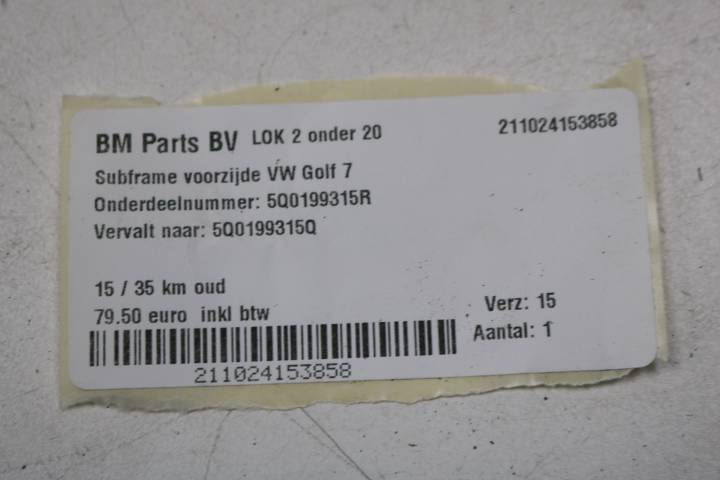 BM Parts BV LOK 2 onder 20 211024153858
Subframe voorzijde VW Golf 7
Onderdeelnummer: 5Q0199315R
Vervalt naar: 5Q0199315Q
15 / 35 km oud
79.50 euro inkl btw Verz: 15
Aantal: 1
211024153858